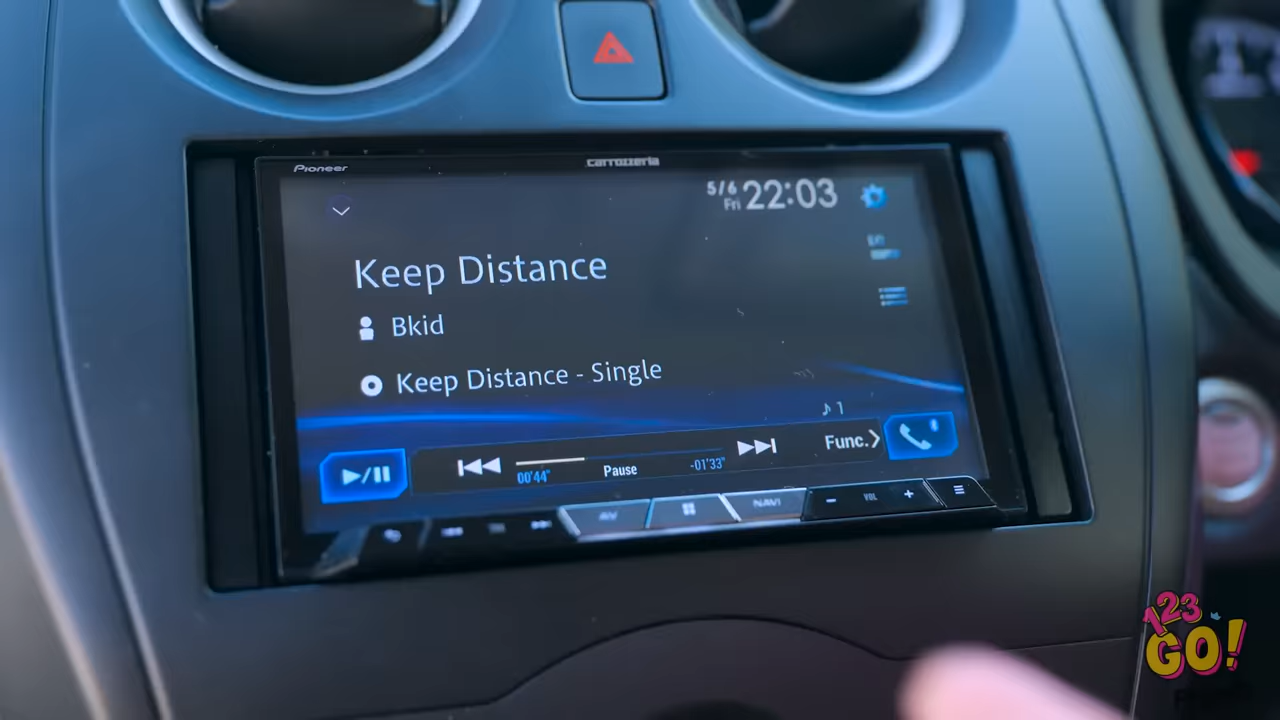 Pioneer
carrozzeria
5/6
Fri
22:03
Keep Distance
Bkid
Keep Distance - Single
1
Func.
00'44"
Pause
-01'33"
AV
NAVI
VOL
123
GO!